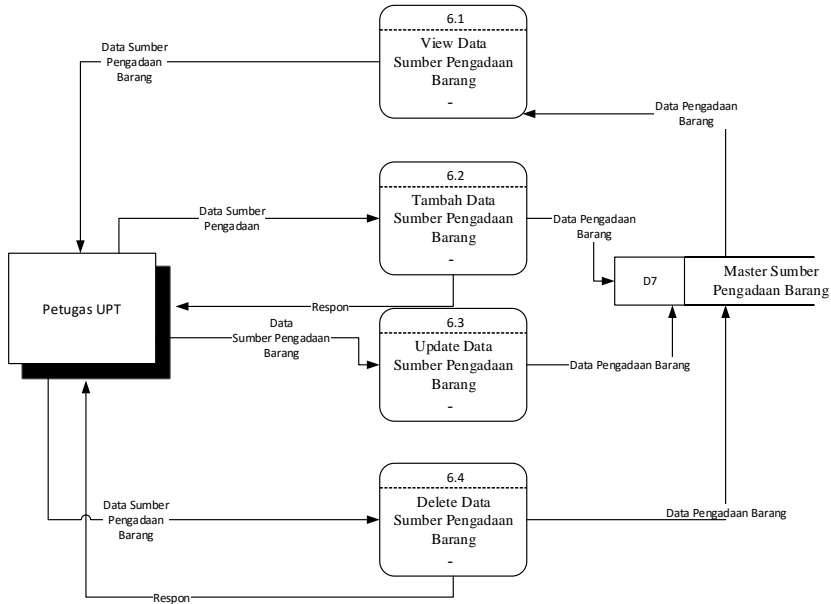 6.1
View Data
Sumber Pengadaan
Barang
-
Data Sumber
Pengadaan
Barang
Data Pengadaan
Barang
6.2
Tambah Data
Sumber Pengadaan
Barang
-
Data Sumber
Pengadaan
Data Pengadaan
Barang
Petugas UPT
D7
Master Sumber
Pengadaan Barang
Respon
Data
Sumber Pengadaan
Barang
6.3
Update Data
Sumber Pengadaan
Barang
-
Data Pengadaan Barang
6.4
Delete Data
Sumber Pengadaan
Barang
-
Data Sumber
Pengadaan
Barang
Data Pengadaan Barang
Respon